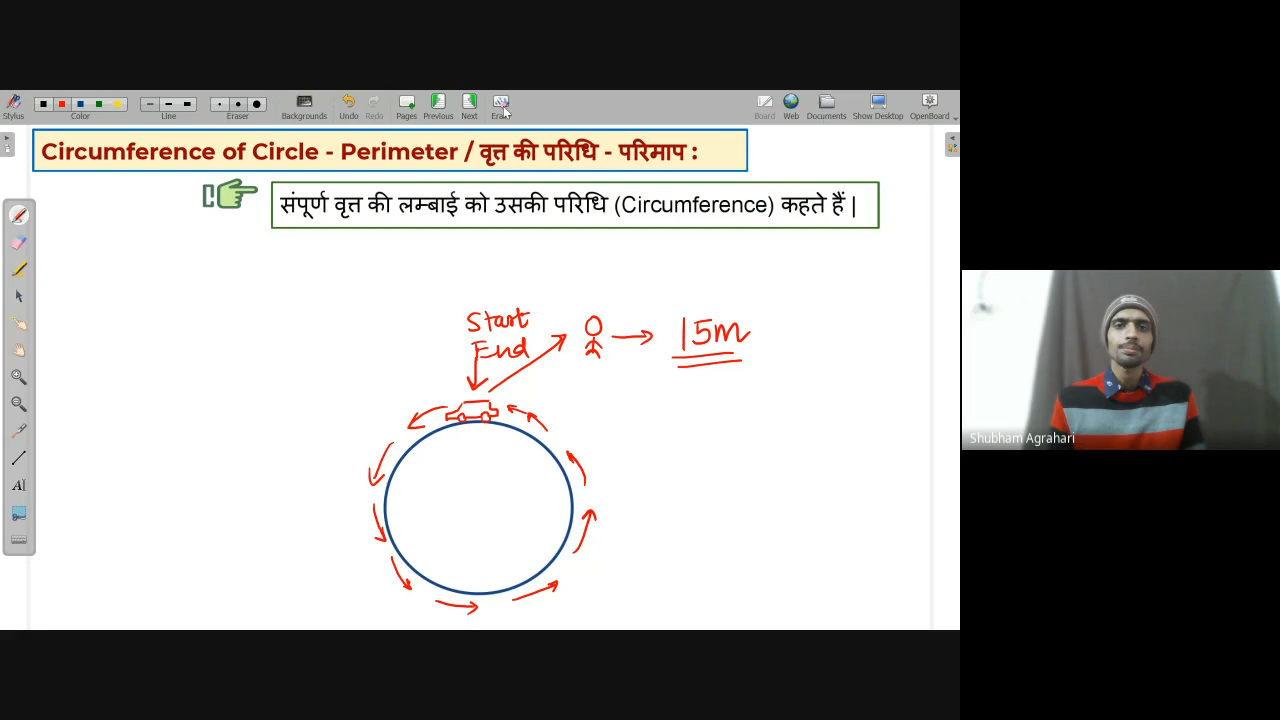 Stylus
Color
Line
Eraser
Backgrounds
Undo
Redo
Pages
Previous
Next
Board
Web
Documents
Show Desktop
OpenBoard
Circumference of Circle - Perimeter / वृत्त की परिधि - परिमाप :
संपूर्ण वृत्त की लम्बाई को उसकी परिधि (Circumference) कहते हैं |
Start
End
15m
Shubham Agrahari